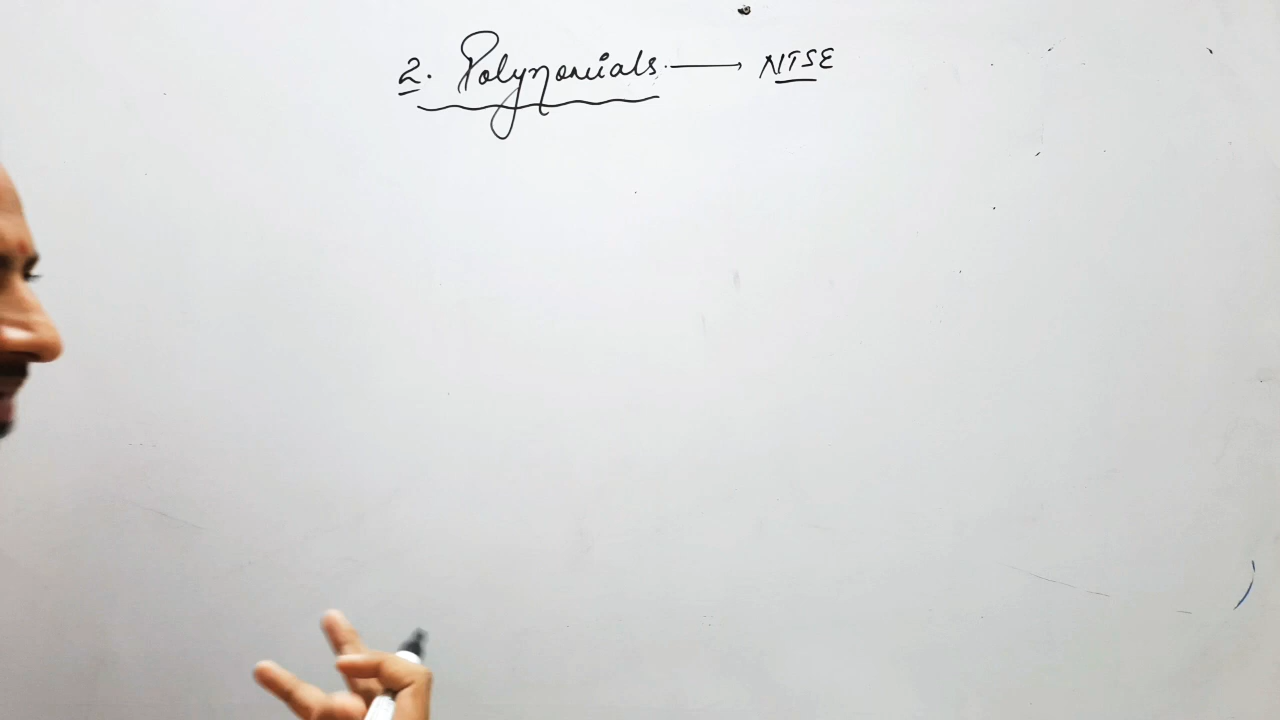 2. Polynomials. → NTSE